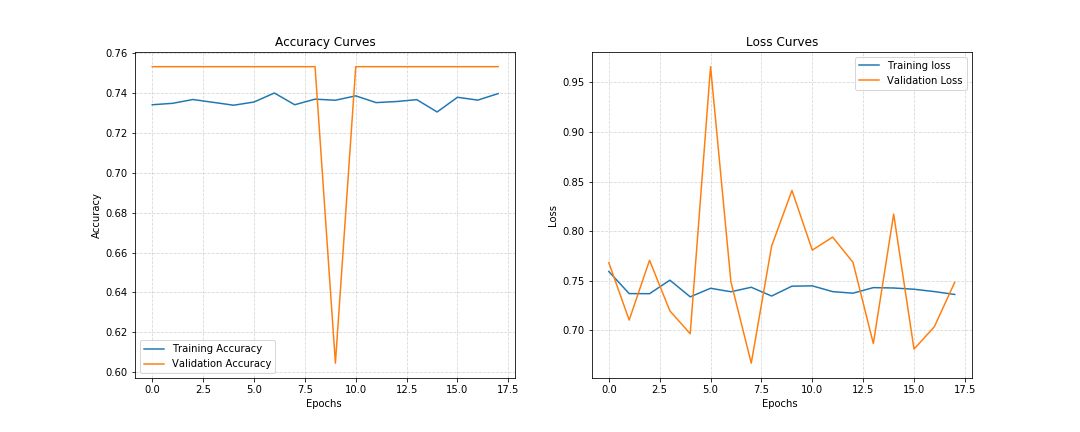 Accuracy Curves
0.76
0.74
0.72
0.70
0.68
0.66
0.64
0.62
0.60
Accuracy
Training Accuracy
Validation Accuracy
0.0 2.5 5.0 7.5 10.0 12.5 15.0 17.5
Epochs
Loss Curves
0.95
0.90
0.85
0.80
0.75
0.70
Loss
Training loss
Validation Loss
0.0 2.5 5.0 7.5 10.0 12.5 15.0 17.5
Epochs